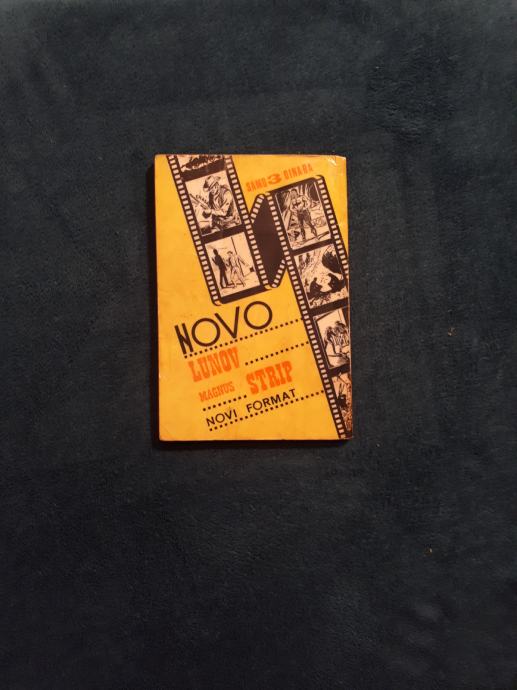 SAMO 3 DINARA
NOVO
LUNOV
MAGNUS STRIP
NOVI FORMAT